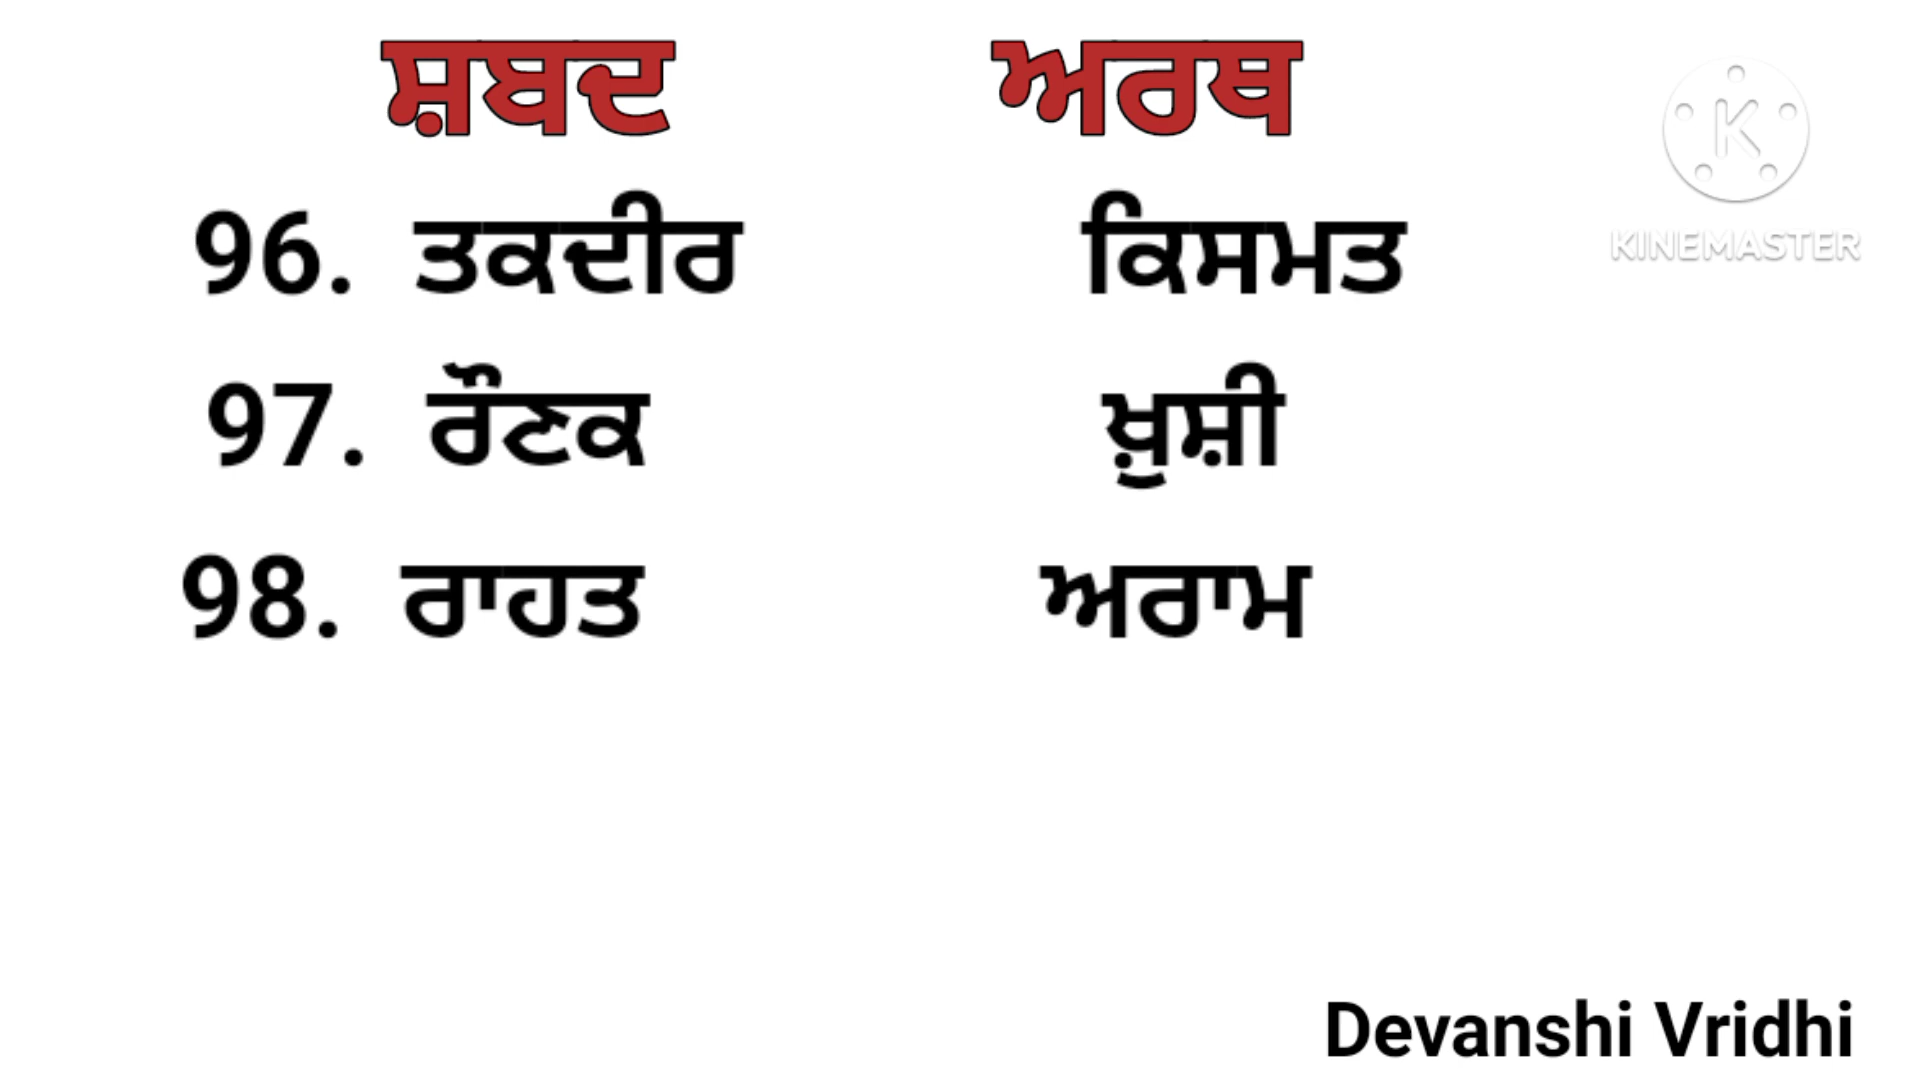 ਸ਼ਬਦ ਅਰਥ
96. ਤਕਦੀਰ ਕਿਸਮਤ
97. ਰੌਣਕ ਖ਼ੁਸ਼ੀ
98. ਰਾਹਤ ਅਰਾਮ
K
KINEMASTER
Devanshi Vridhi